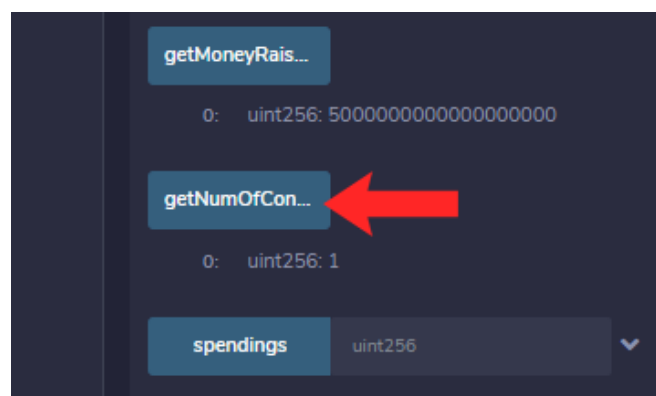 getMoneyRais...
0: uint256: 5000000000000000000
getNumOfCon...
0: uint256: 1
spendings uint256